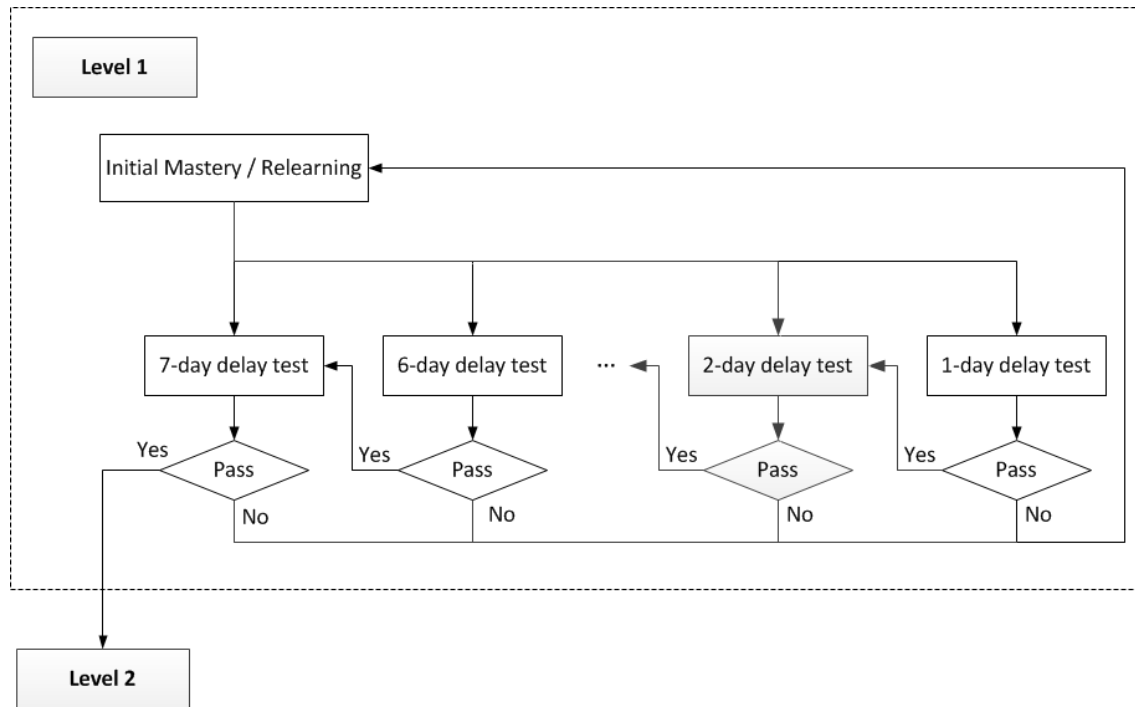 Level 1
Initial Mastery / Relearning
7-day delay test
6-day delay test
...
2-day delay test
1-day delay test
Yes
Pass
No
Yes
Pass
No
Yes
Pass
No
Yes
Pass
No
Level 2